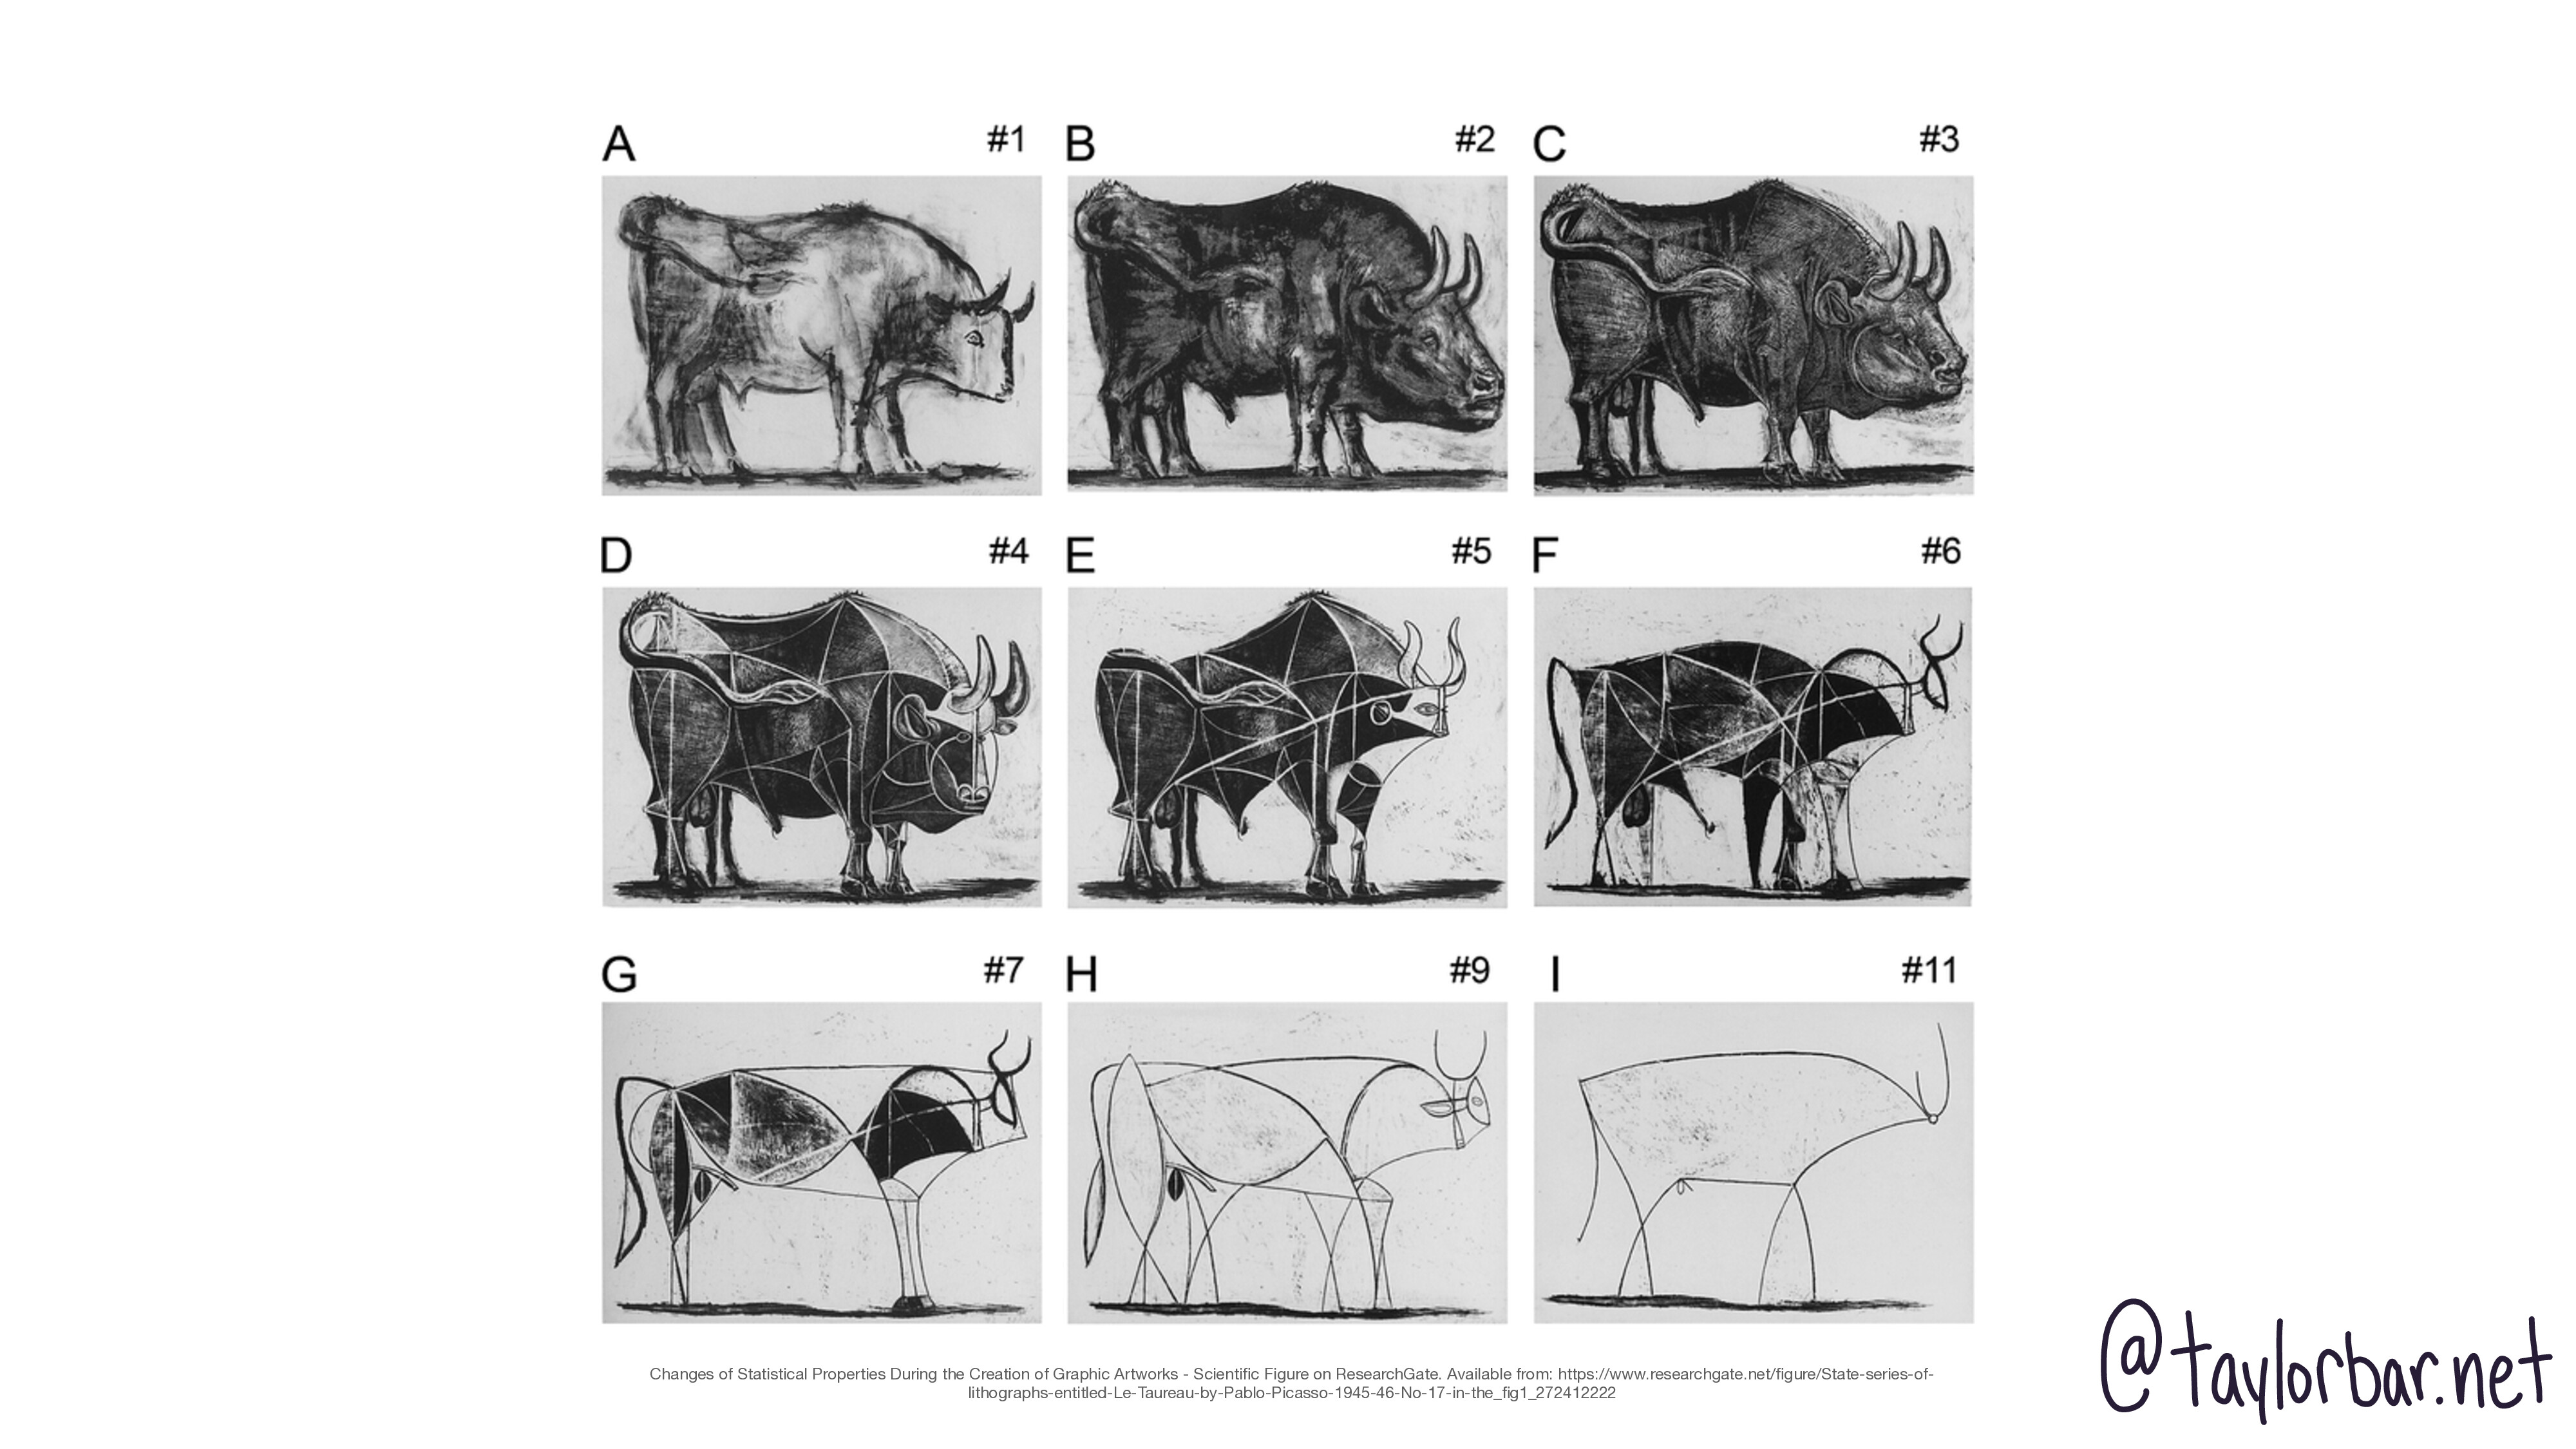 A #1 B #2 C #3
D #4 E #5 F #6
G #7 H #9 I #11
Changes of Statistical Properties During the Creation of Graphic Artworks - Scientific Figure on ResearchGate. Available from: https://www.researchgate.net/figure/State-series-of-
lithographs-entitled-Le-Taureau-by-Pablo-Picasso-1945-46-No-17-in-the_fig1_272412222
@taylorbar.net